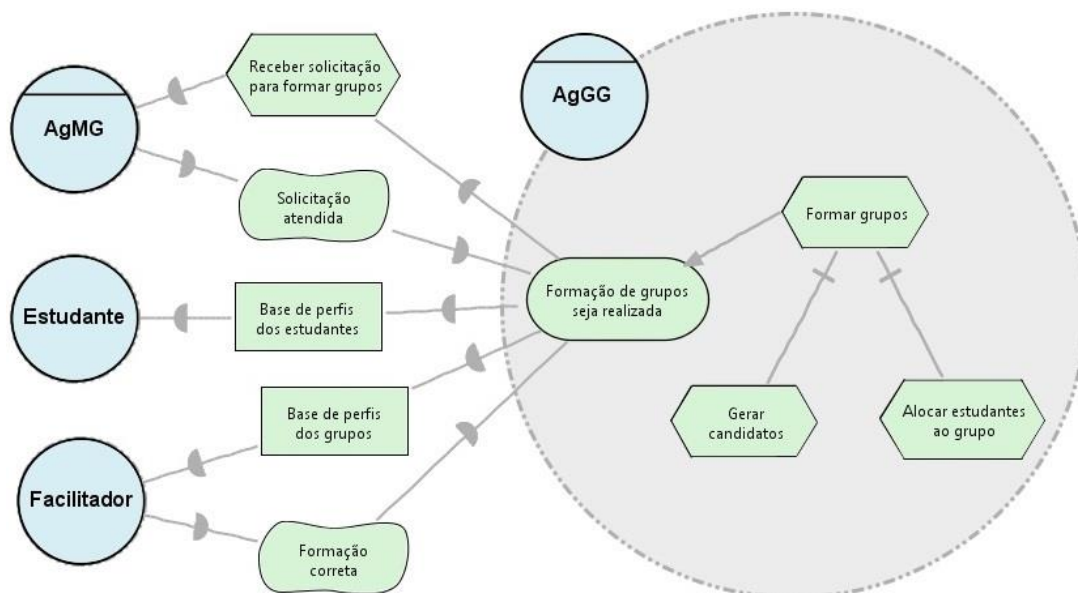 Receber solicitação
para formar grupos
AgMG
AgGG
Solicitação
atendida
Formar grupos
Formação de grupos
seja realizada
Estudante
Base de perfis
dos estudantes
Base de perfis
dos grupos
Gerar
candidatos
Alocar estudantes
ao grupo
Facilitador
Formação
correta